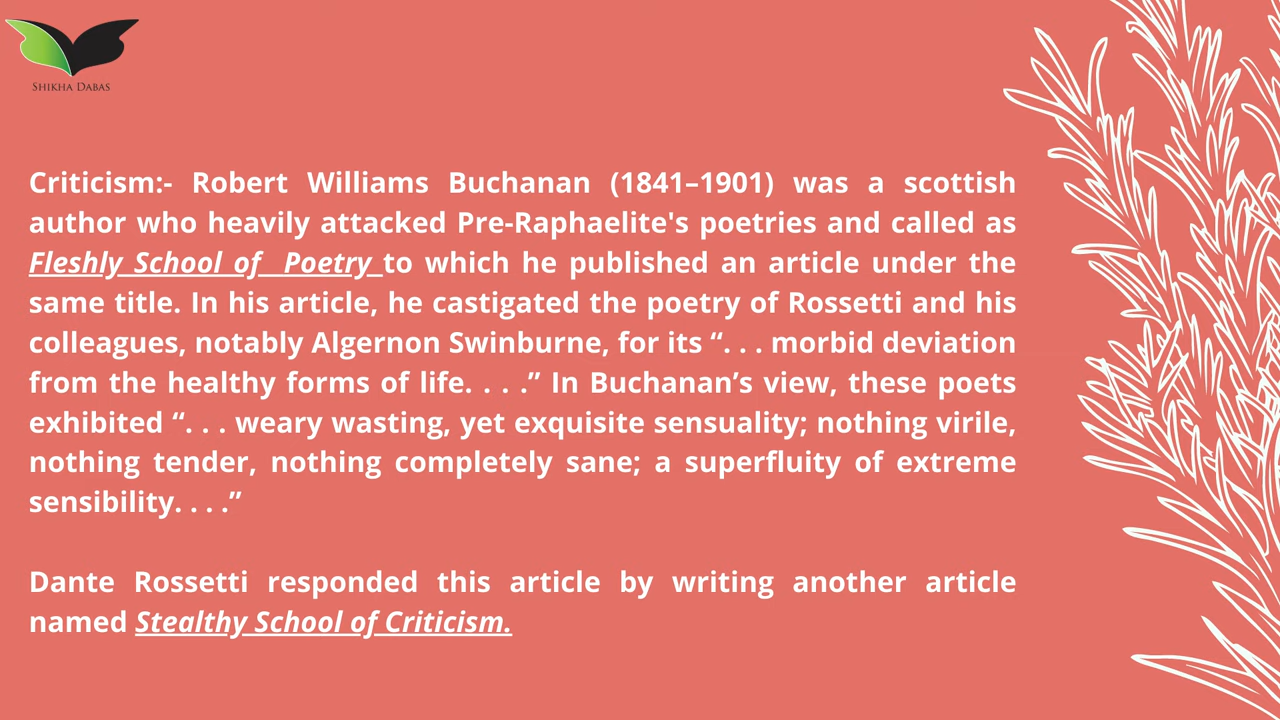 SHIKHA DABAS
Criticism:- Robert Williams Buchanan (1841–1901) was a scottish
author who heavily attacked Pre-Raphaelite's poetries and called as
Fleshly School of Poetry to which he published an article under the
same title. In his article, he castigated the poetry of Rossetti and his
colleagues, notably Algernon Swinburne, for its “. . . morbid deviation
from the healthy forms of life. . . .” In Buchanan’s view, these poets
exhibited “. . . weary wasting, yet exquisite sensuality; nothing virile,
nothing tender, nothing completely sane; a superfluity of extreme
sensibility. . . .”
Dante Rossetti responded this article by writing another article
named Stealthy School of Criticism.